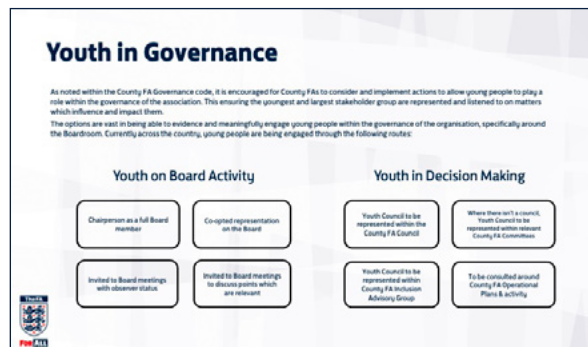 Youth in Governance
As noted within the County FA Governance code, it is encouraged for County FAs to consider and implement actions to allow young people to play a
role within the governance of the association. This ensuring the youngest and largest stakeholder group are represented and listened to on matters
which influence and impact them.
The options are vast in being able to evidence and meaningfully engage young people within the governance of the organisation, specifically around
the Boardroom. Currently across the country, young people are being engaged through the following routes:
Youth on Board Activity
Chairperson as a full Board
member
Co-opted representation
on the Board
Invited to Board meetings
with observer status
Invited to Board meetings
to discuss points which
are relevant
Youth in Decision Making
Youth Council to be
represented within the
County FA Council
Where there isn't a council,
Youth Council to be
represented within relevant
County FA Committees
Youth Council to be
represented within
County FA Inclusion
Advisory Group
To be consulted around
County FA Operational
Plans & activity
TheFA
FOR ALL